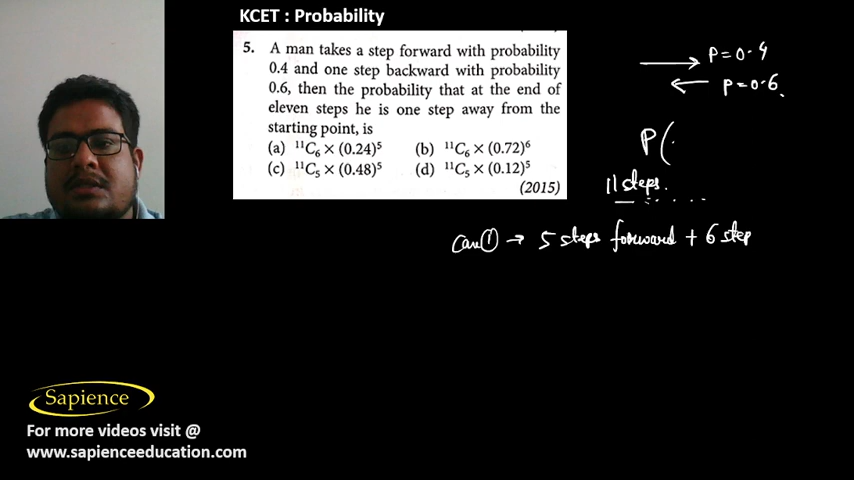 KCET : Probability
5. A man takes a step forward with probability
0.4 and one step backward with probability
0.6, then the probability that at the end of
eleven steps he is one step away from the
starting point, is
(a) ¹¹C₆ × (0.24)⁵ (b) ¹¹C₆ × (0.72)⁶
(c) ¹¹C₅ × (0.48)⁵ (d) ¹¹C₅ × (0.12)⁵
(2015)
→ P=0.4
← P=0.6
P(
11 steps.
Case① → 5 steps forward + 6 step
Sapience
For more videos visit @
www.sapienceeducation.com